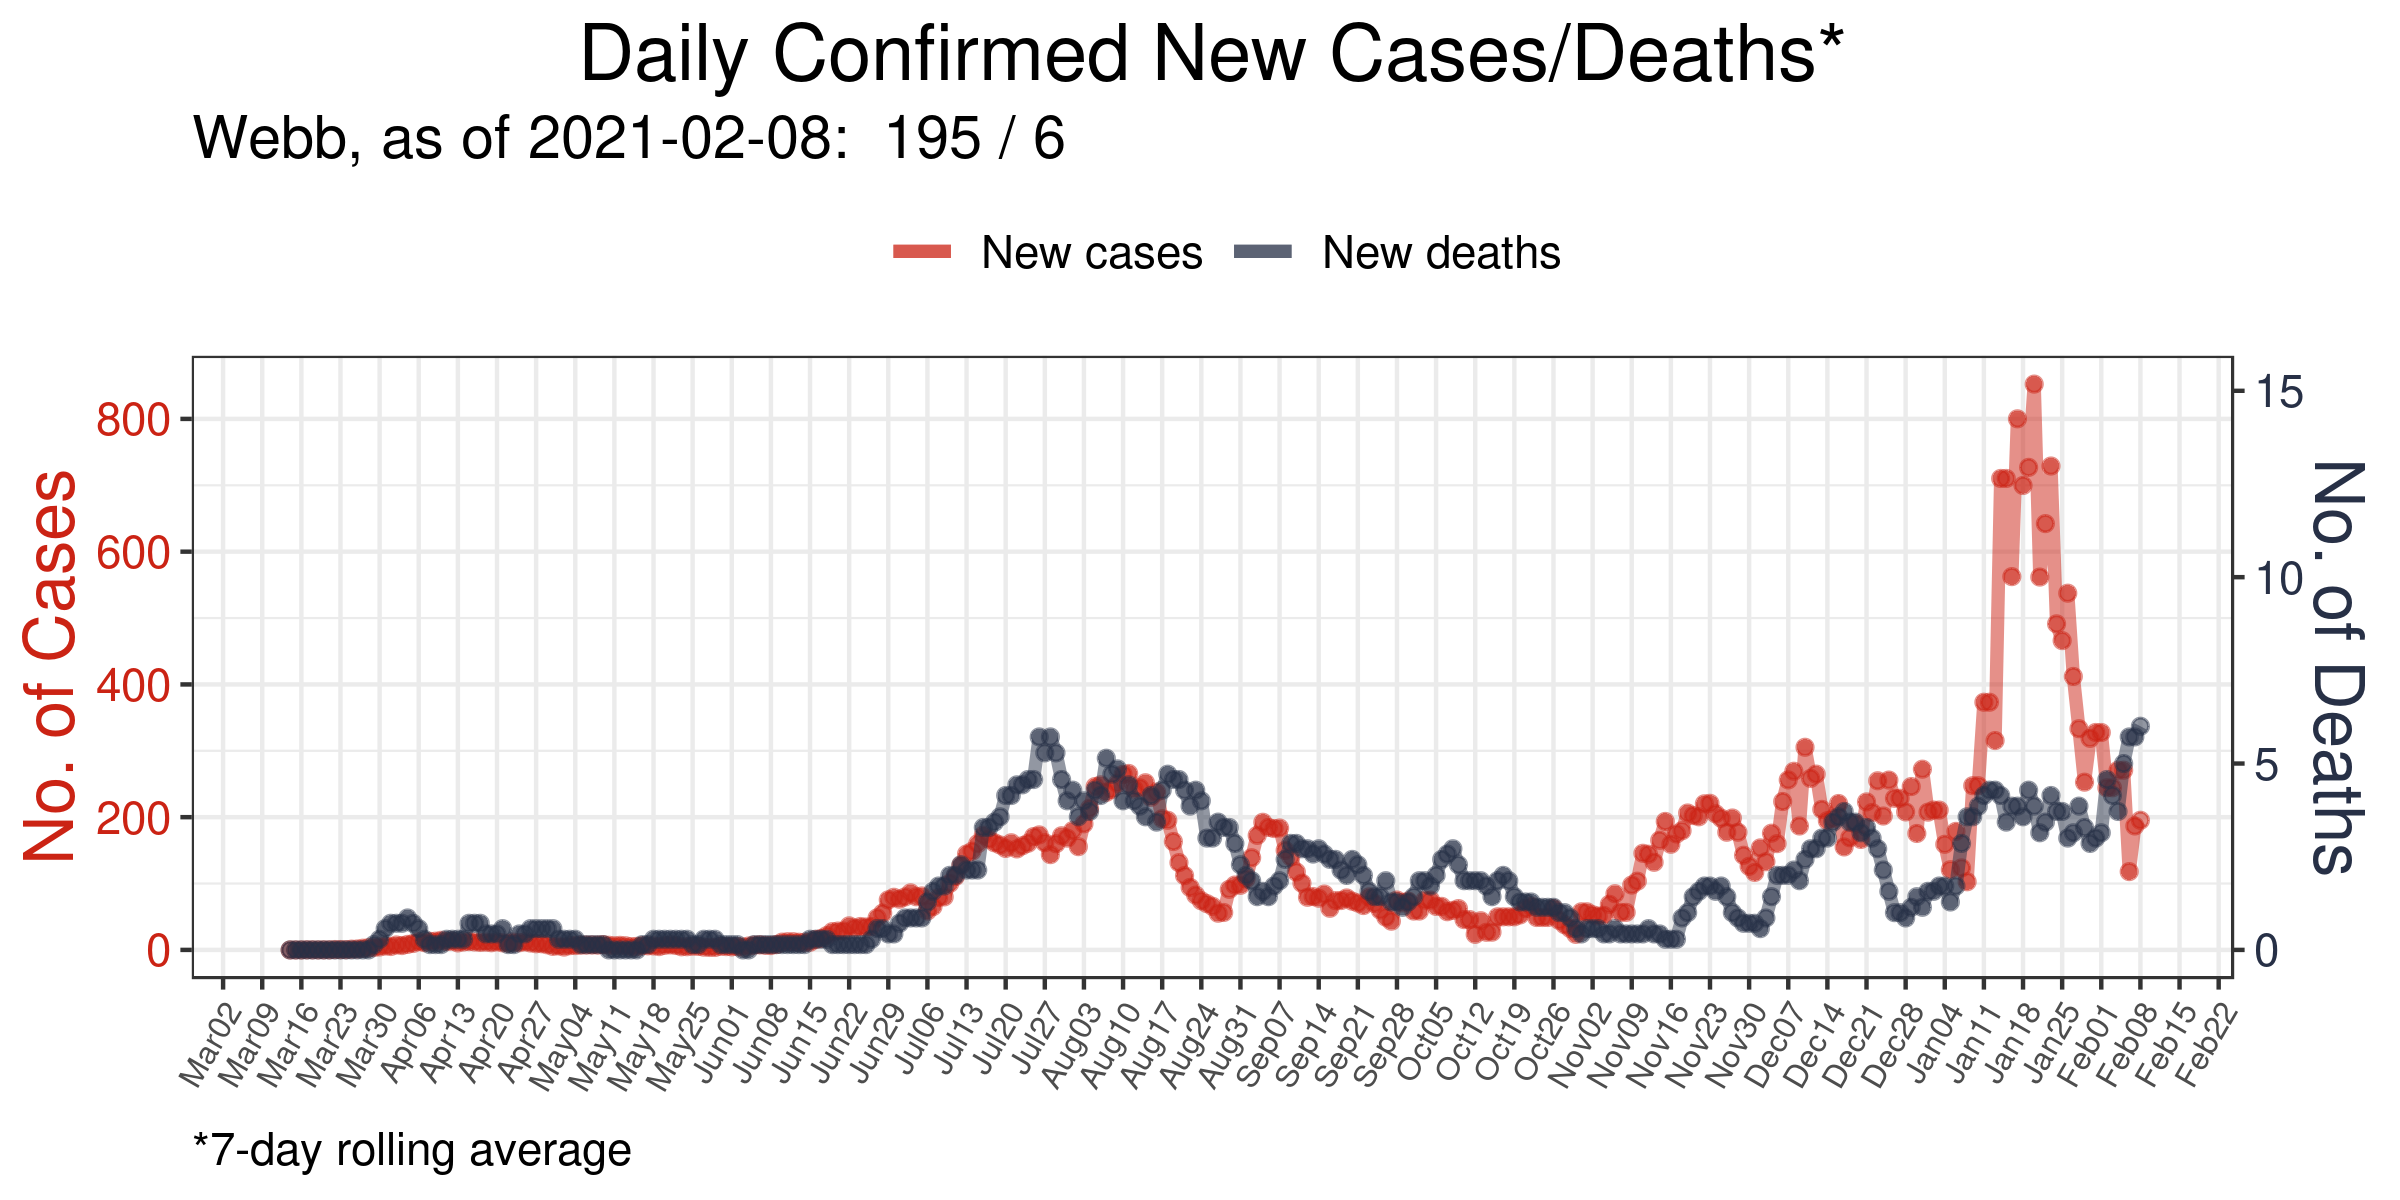 Daily Confirmed New Cases/Deaths*
Webb, as of 2021-02-08:  195 / 6
New cases
New deaths
No. of Cases
800
600
400
200
0
15
10
5
0
No. of Deaths
Mar02
Mar09
Mar16
Mar23
Mar30
Apr06
Apr13
Apr20
Apr27
May04
May11
May18
May25
Jun01
Jun08
Jun15
Jun22
Jun29
Jul06
Jul13
Jul20
Jul27
Aug03
Aug10
Aug17
Aug24
Aug31
Sep07
Sep14
Sep21
Sep28
Oct05
Oct12
Oct19
Oct26
Nov02
Nov09
Nov16
Nov23
Nov30
Dec07
Dec14
Dec21
Dec28
Jan04
Jan11
Jan18
Jan25
Feb01
Feb08
Feb15
Feb22
*7-day rolling average